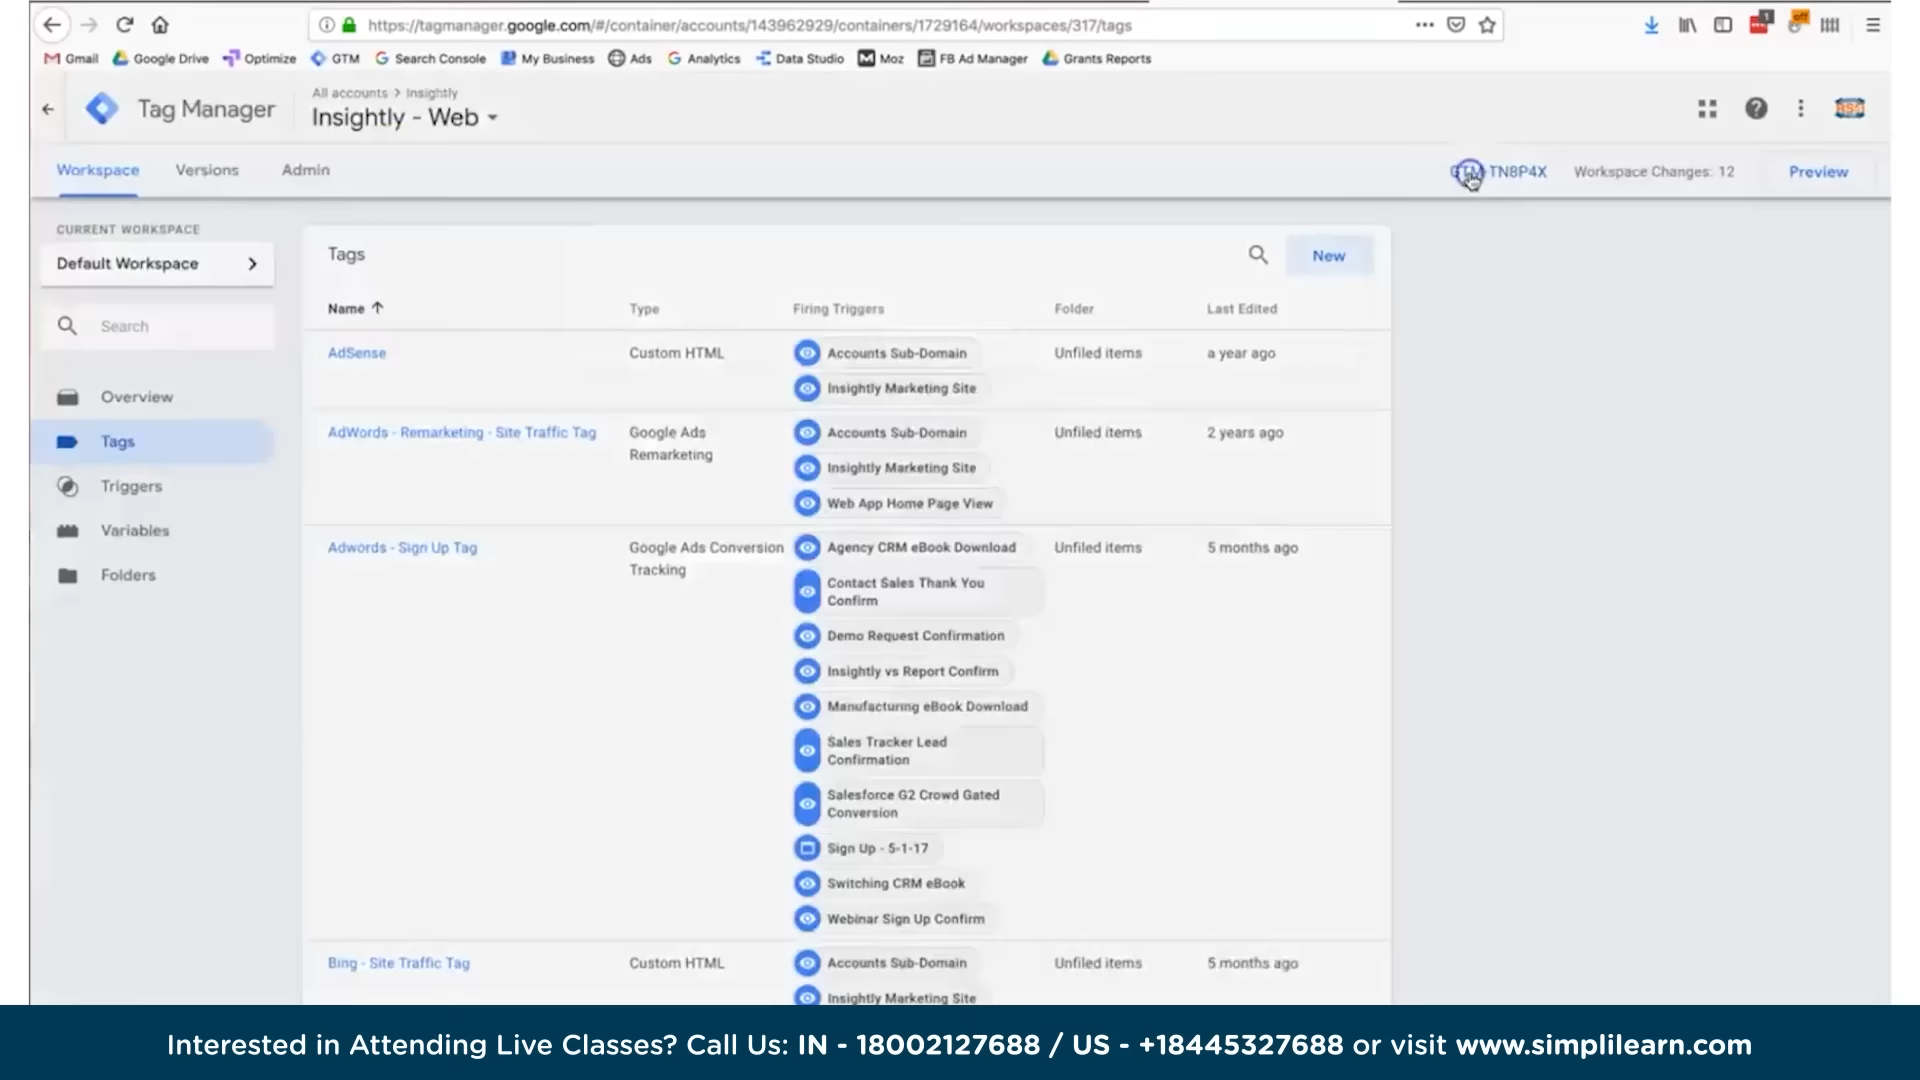 https://tagmanager.google.com/#/container/accounts/143962929/containers/1729164/workspaces/317/tags
1
off
Gmail Google Drive Optimize GTM Search Console My Business Ads Analytics Data Studio Moz FB Ad Manager Grants Reports
Tag Manager
All accounts > Insightly
Insightly - Web
Workspace Versions Admin
TN8P4X Workspace Changes: 12 Preview
CURRENT WORKSPACE
Default Workspace
Search
Overview
Tags
Triggers
Variables
Folders
Tags
New
Name Type Firing Triggers Folder Last Edited
AdSense Custom HTML Accounts Sub-Domain Unfiled items a year ago
Insightly Marketing Site
AdWords - Remarketing - Site Traffic Tag Google Ads Accounts Sub-Domain Unfiled items 2 years ago
Remarketing Insightly Marketing Site
Web App Home Page View
Adwords - Sign Up Tag Google Ads Conversion Agency CRM eBook Download Unfiled items 5 months ago
Tracking Contact Sales Thank You
Confirm
Demo Request Confirmation
Insightly vs Report Confirm
Manufacturing eBook Download
Sales Tracker Lead
Confirmation
Salesforce G2 Crowd Gated
Conversion
Sign Up - 5-1-17
Switching CRM eBook
Webinar Sign Up Confirm
Bing - Site Traffic Tag Custom HTML Accounts Sub-Domain Unfiled items 5 months ago
Insightly Marketing Site
Interested in Attending Live Classes? Call Us: IN - 18002127688 / US - +18445327688 or visit www.simplilearn.com